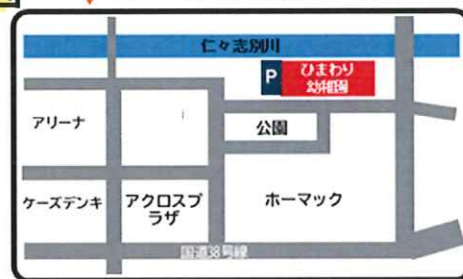 仁々志別川
P
ひまわり
幼稚園
アリーナ
公園
ケーズデンキ
アクロスプ
ラザ
ホーマック
国道38号線